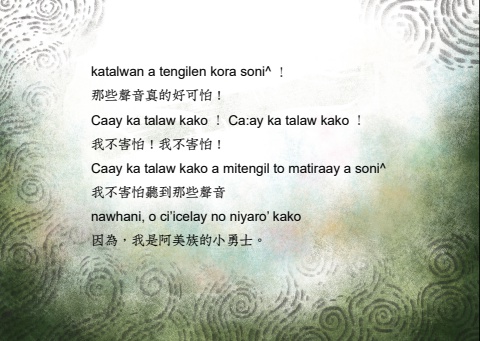 katalwan a tengilen kora soni^ ！
那些聲音真的好可怕！
Caay ka talaw kako ！ Ca:ay ka talaw kako ！
我不害怕！我不害怕！
Caay ka talaw kako a mitengil to matiraay a soni^
我不害怕聽到那些聲音
nawhani, o ci’icelay no niyaro’ kako
因為，我是阿美族的小勇士。